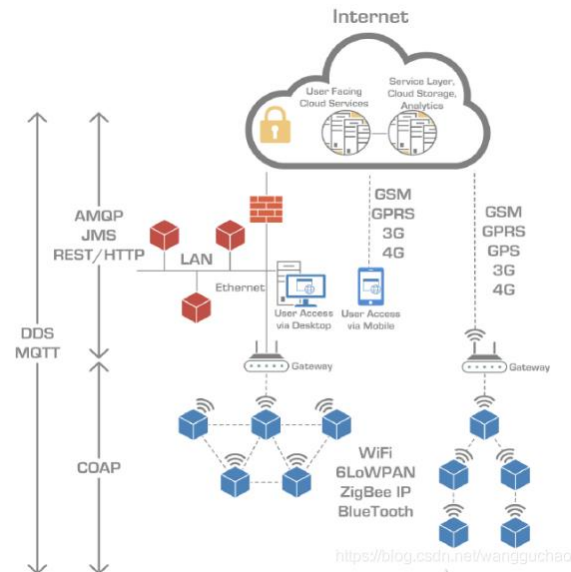 Internet
User Facing
Cloud Services
Service Layer,
Cloud Storage,
Analytics
GSM
GPRS
3G
4G
GSM
GPRS
GPS
3G
4G
AMQP
JMS
REST/HTTP
LAN
Ethernet
User Access
via Desktop
User Access
via Mobile
DDS
MQTT
Gateway
Gateway
COAP
WiFi
6LoWPAN
ZigBee IP
BlueTooth
https://blog.csdn.net/wangguchao